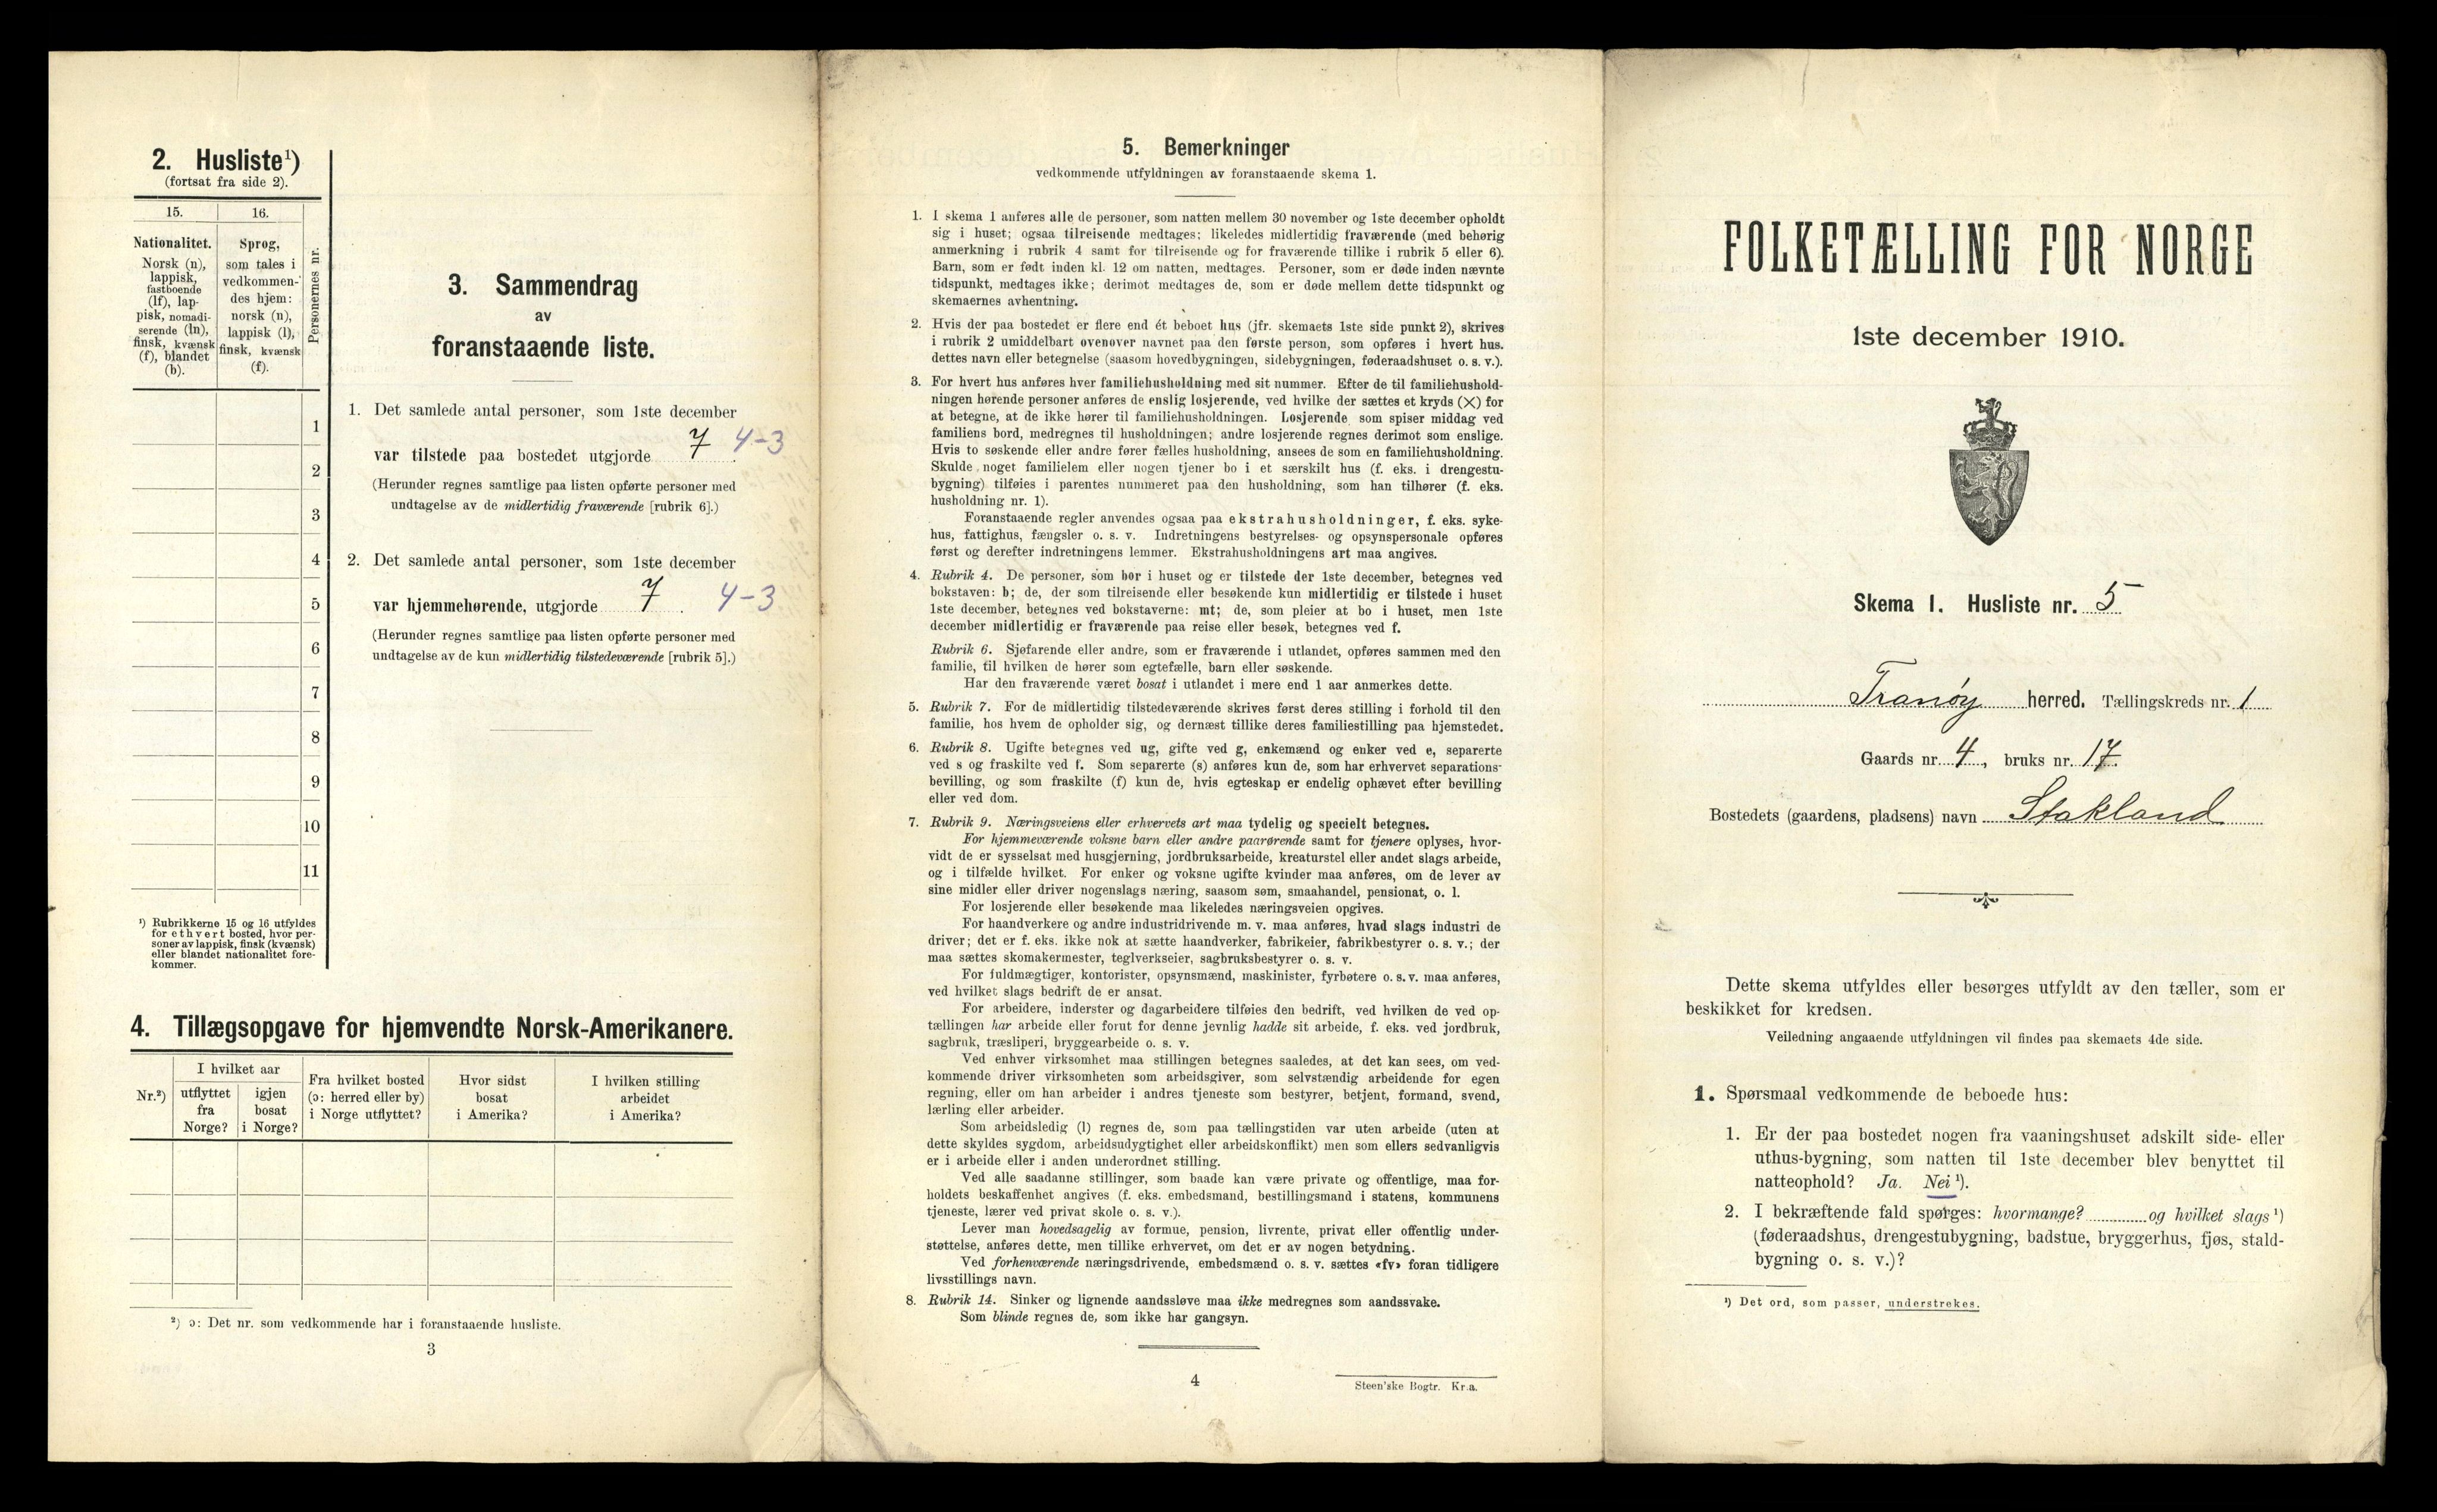 2. Husliste¹)
(fortsat fra side 2).
15.
16.
Nationalitet.
Norsk (n),
lappisk,
fastboende
(lf), lap-
pisk, nomadi-
serende (ln),
finsk, kvænsk
(f), blandet
(b).
Sprog,
som tales i
vedkommen-
des hjem:
norsk (n),
lappisk (l),
finsk, kvænsk
(f).
Personernes nr.
1
2
3
4
5
6
7
8
9
10
11
¹) Rubrikkerne 15 og 16 utfyldes
for ethvert bosted, hvor per-
soner av lappisk, finsk (kvænsk)
eller blandet nationalitet fore-
kommer.
3. Sammendrag
av
foranstaaende liste.
1. Det samlede antal personer, som 1ste december
var tilstede paa bostedet utgjorde 7 4-3
(Herunder regnes samtlige paa listen opførte personer med
undtagelse av de midlertidig fraværende [rubrik 6].)
2. Det samlede antal personer, som 1ste december
var hjemmehørende, utgjorde 7. 4-3
(Herunder regnes samtlige paa listen opførte personer med
undtagelse av de kun midlertidig tilstedeværende [rubrik 5].)
4. Tillægsopgave for hjemvendte Norsk-Amerikanere.
Nr.²)
I hvilket aar
utflyttet
fra
Norge?
igjen
bosat
i Norge?
Fra hvilket bosted
(ɔ: herred eller by)
i Norge utflyttet?
Hvor sidst
bosat
i Amerika?
I hvilken stilling
arbeidet
i Amerika?
²) ɔ: Det nr. som vedkommende har i foranstaaende husliste.
3
5. Bemerkninger
vedkommende utfyldningen av foranstaaende skema 1.
1. I skema 1 anføres alle de personer, som natten mellem 30 november og 1ste december opholdt
sig i huset; ogsaa tilreisende medtages; likeledes midlertidig fraværende (med behørig
anmerkning i rubrik 4 samt for tilreisende og for fraværende tillike i rubrik 5 eller 6).
Barn, som er født inden kl. 12 om natten, medtages. Personer, som er døde inden nævnte
tidspunkt, medtages ikke; derimot medtages de, som er døde mellem dette tidspunkt og
skemaernes avhentning.
2. Hvis der paa bostedet er flere end ét beboet hus (jfr. skemaets 1ste side punkt 2), skrives
i rubrik 2 umiddelbart ovenover navnet paa den første person, som opføres i hvert hus.
dettes navn eller betegnelse (saasom hovedbygningen, sidebygningen, føderaadshuset o. s. v.).
3. For hvert hus anføres hver familiehusholdning med sit nummer. Efter de til familiehushold-
ningen hørende personer anføres de enslig losjerende, ved hvilke der sættes et kryds (×) for
at betegne, at de ikke hører til familiehusholdningen. Losjerende som spiser middag ved
familiens bord, medregnes til husholdningen; andre losjerende regnes derimot som enslige.
Hvis to søskende eller andre fører fælles husholdning, ansees de som en familiehusholdning.
Skulde noget familielem eller nogen tjener bo i et særskilt hus (f. eks. i drengestu-
bygning) tilføies i parentes nummeret paa den husholdning, som han tilhører (f. eks.
husholdning nr. 1).
Foranstaaende regler anvendes ogsaa paa ekstrahusholdninger, f. eks. syke-
hus, fattighus, fængsler o. s. v. Indretningens bestyrelses- og opsynspersonale opføres
først og derefter indretningens lemmer. Ekstrahusholdningens art maa angives.
4. Rubrik 4. De personer, som bor i huset og er tilstede der 1ste december, betegnes ved
bokstaven: b; de, der som tilreisende eller besøkende kun midlertidig er tilstede i huset
1ste december, betegnes ved bokstaverne: mt; de, som pleier at bo i huset, men 1ste
december midlertidig er fraværende paa reise eller besøk, betegnes ved f.
Rubrik 6. Sjøfarende eller andre, som er fraværende i utlandet, opføres sammen med den
familie, til hvilken de hører som egtefælle, barn eller søskende.
Har den fraværende været bosat i utlandet i mere end 1 aar anmerkes dette.
5. Rubrik 7. For de midlertidig tilstedeværende skrives først deres stilling i forhold til den
familie, hos hvem de opholder sig, og dernæst tillike deres familiestilling paa hjemstedet.
6. Rubrik 8. Ugifte betegnes ved ug, gifte ved g, enkemænd og enker ved e, separerte
ved s og fraskilte ved f. Som separerte (s) anføres kun de, som har erhvervet separations-
bevilling, og som fraskilte (f) kun de, hvis egteskap er endelig ophævet efter bevilling
eller ved dom.
7. Rubrik 9. Næringsveiens eller erhvervets art maa tydelig og specielt betegnes.
For hjemmeværende voksne barn eller andre paarørende samt for tjenere oplyses, hvor-
vidt de er sysselsat med husgjerning, jordbruksarbeide, kreaturstel eller andet slags arbeide,
og i tilfælde hvilket. For enker og voksne ugifte kvinder maa anføres, om de lever av
sine midler eller driver nogenslags næring, saasom søm, smaahandel, pensionat, o. l.
For losjerende eller besøkende maa likeledes næringsveien opgives.
For haandverkere og andre industridrivende m. v. maa anføres, hvad slags industri de
driver; det er f. eks. ikke nok at sætte haandverker, fabrikeier, fabrikbestyrer o. s. v.; der
maa sættes skomakermester, teglverkseier, sagbruksbestyrer o. s. v.
For fuldmægtiger, kontorister, opsynsmænd, maskinister, fyrbøtere o. s. v. maa anføres,
ved hvilket slags bedrift de er ansat.
For arbeidere, inderster og dagarbeidere tilføies den bedrift, ved hvilken de ved op-
tællingen har arbeide eller forut for denne jevnlig hadde sit arbeide, f. eks. ved jordbruk,
sagbruk, træsliperi, bryggearbeide o. s. v.
Ved enhver virksomhet maa stillingen betegnes saaledes, at det kan sees, om ved-
kommende driver virksomheten som arbeidsgiver, som selvstændig arbeidende for egen
regning, eller om han arbeider i andres tjeneste som bestyrer, betjent, formand, svend,
lærling eller arbeider.
Som arbeidsledig (l) regnes de, som paa tællingstiden var uten arbeide (uten at
dette skyldes sygdom, arbeidsudygtighet eller arbeidskonflikt) men som ellers sedvanligvis
er i arbeide eller i anden underordnet stilling.
Ved alle saadanne stillinger, som baade kan være private og offentlige, maa for-
holdets beskaffenhet angives (f. eks. embedsmand, bestillingsmand i statens, kommunens
tjeneste, lærer ved privat skole o. s. v.).
Lever man hovedsagelig av formue, pension, livrente, privat eller offentlig under-
støttelse, anføres dette, men tillike erhvervet, om det er av nogen betydning.
Ved forhenværende næringsdrivende, embedsmænd o. s. v. sættes «fv» foran tidligere
livsstillings navn.
8. Rubrik 14. Sinker og lignende aandssløve maa ikke medregnes som aandssvake.
Som blinde regnes de, som ikke har gangsyn.
4
Steen'ske Bogtr. Kr.a.
FOLKETÆLLING FOR NORGE
1ste december 1910.
Skema 1. Husliste nr. 5
Tranöy herred. Tællingskreds nr. 1
Gaards nr. 4, bruks nr. 17.
Bostedets (gaardens, pladsens) navn Stakland
Dette skema utfyldes eller besørges utfyldt av den tæller, som er
beskikket for kredsen.
Veiledning angaaende utfyldningen vil findes paa skemaets 4de side.
1. Spørsmaal vedkommende de beboede hus:
1. Er der paa bostedet nogen fra vaaningshuset adskilt side- eller
uthus-bygning, som natten til 1ste december blev benyttet til
natteophold? Ja. Nei ¹).
2. I bekræftende fald spørges: hvormange? og hvilket slags ¹)
(føderaadshus, drengestubygning, badstue, bryggerhus, fjøs, stald-
bygning o. s. v.)?
¹) Det ord, som passer, understrekes.